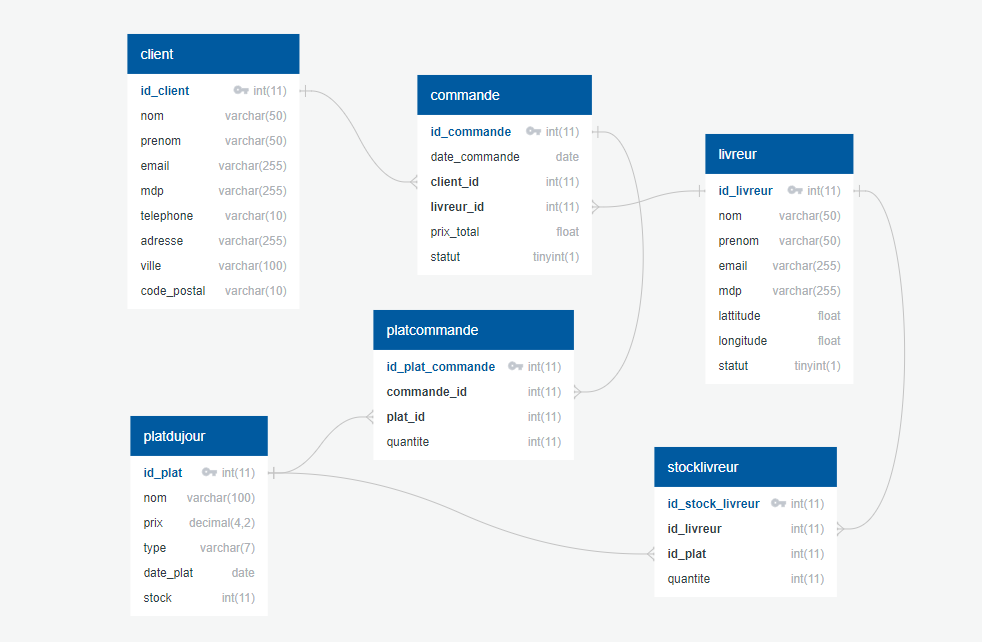 client
id_client int(11)
nom varchar(50)
prenom varchar(50)
email varchar(255)
mdp varchar(255)
telephone varchar(10)
adresse varchar(255)
ville varchar(100)
code_postal varchar(10)
commande
id_commande int(11)
date_commande date
client_id int(11)
livreur_id int(11)
prix_total float
statut tinyint(1)
livreur
id_livreur int(11)
nom varchar(50)
prenom varchar(50)
email varchar(255)
mdp varchar(255)
lattitude float
longitude float
statut tinyint(1)
platcommande
id_plat_commande int(11)
commande_id int(11)
plat_id int(11)
quantite int(11)
platdujour
id_plat int(11)
nom varchar(100)
prix decimal(4,2)
type varchar(7)
date_plat date
stock int(11)
stocklivreur
id_stock_livreur int(11)
id_livreur int(11)
id_plat int(11)
quantite int(11)